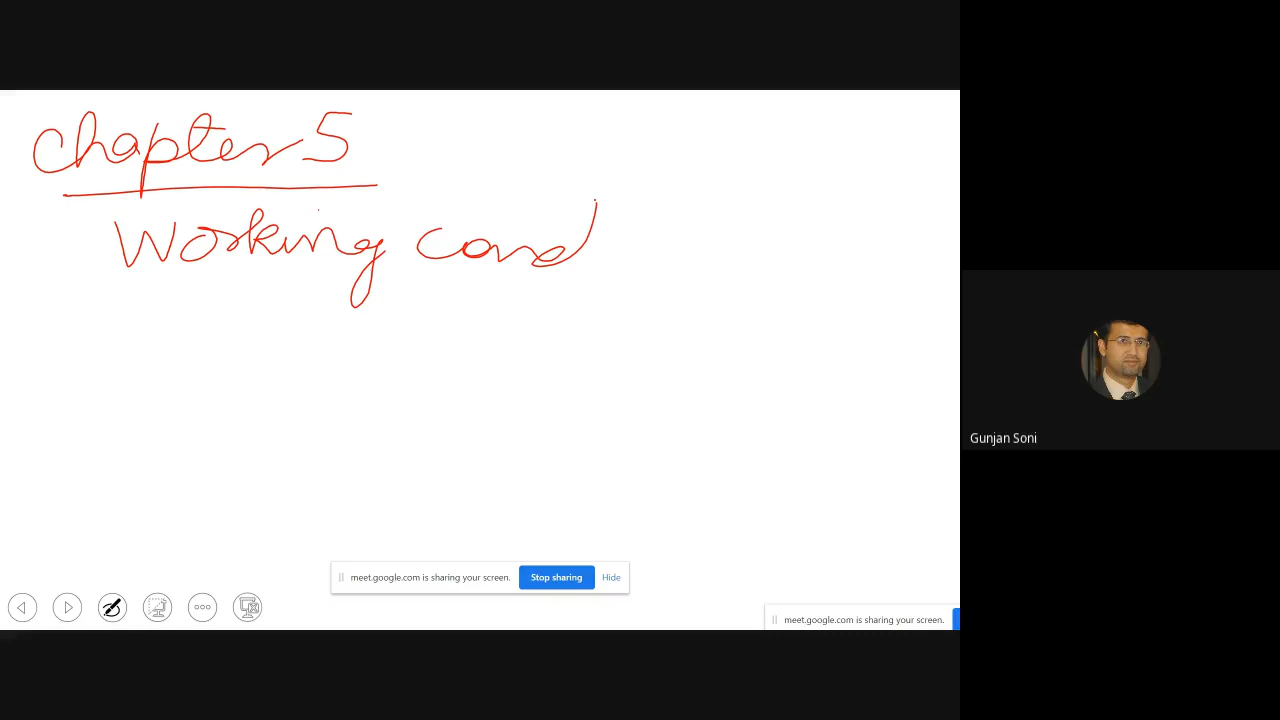 Chapter 5
Working cond
Gunjan Soni
meet.google.com is sharing your screen. Stop sharing Hide
meet.google.com is sharing your screen.